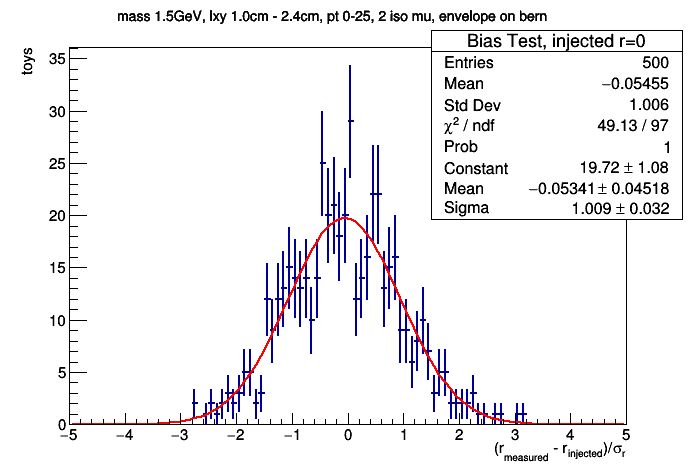 mass 1.5GeV, lxy 1.0cm - 2.4cm, pt 0-25, 2 iso mu, envelope on bern
Bias Test, injected r=0
Entries 500
Mean −0.05455
Std Dev 1.006
χ² / ndf 49.13 / 97
Prob 1
Constant 19.72 ± 1.08
Mean −0.05341 ± 0.04518
Sigma 1.009 ± 0.032
toys
35
30
25
20
15
10
5
0
−5 −4 −3 −2 −1 0 1 2 3 4 5
(r_measured - r_injected)/σ_r